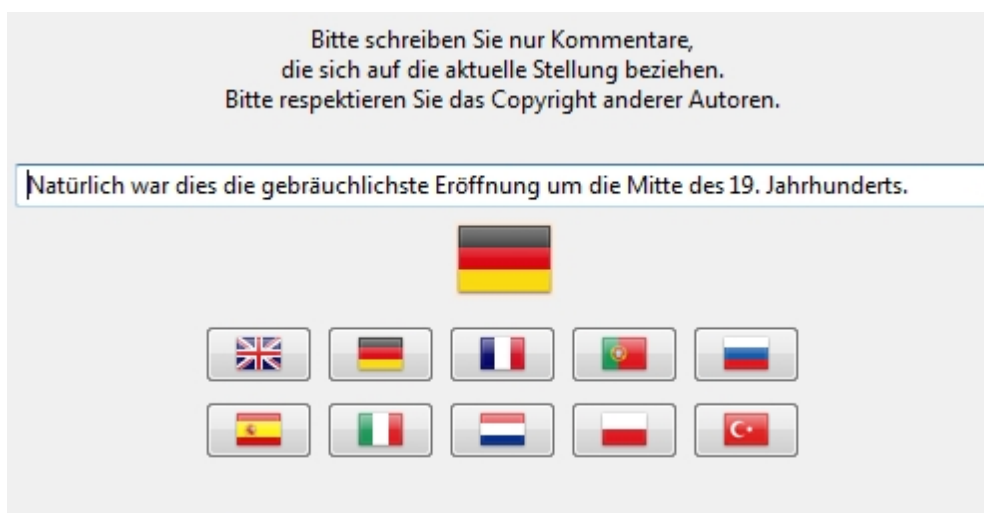 Bitte schreiben Sie nur Kommentare,
die sich auf die aktuelle Stellung beziehen.
Bitte respektieren Sie das Copyright anderer Autoren.
Natürlich war dies die gebräuchlichste Eröffnung um die Mitte des 19. Jahrhunderts.